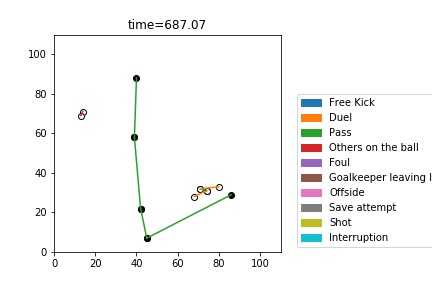 time=687.07
100
80
60
40
20
0
0 20 40 60 80 100
Free Kick
Duel
Pass
Others on the ball
Foul
Goalkeeper leaving l
Offside
Save attempt
Shot
Interruption